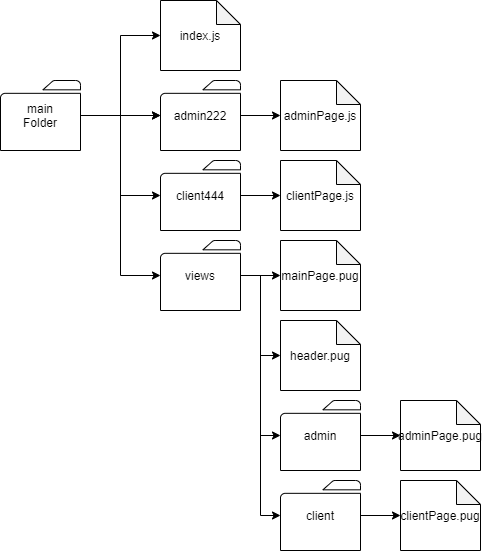 index.js
main
Folder
admin222
adminPage.js
client444
clientPage.js
views
mainPage.pug
header.pug
admin
adminPage.pug
client
clientPage.pug